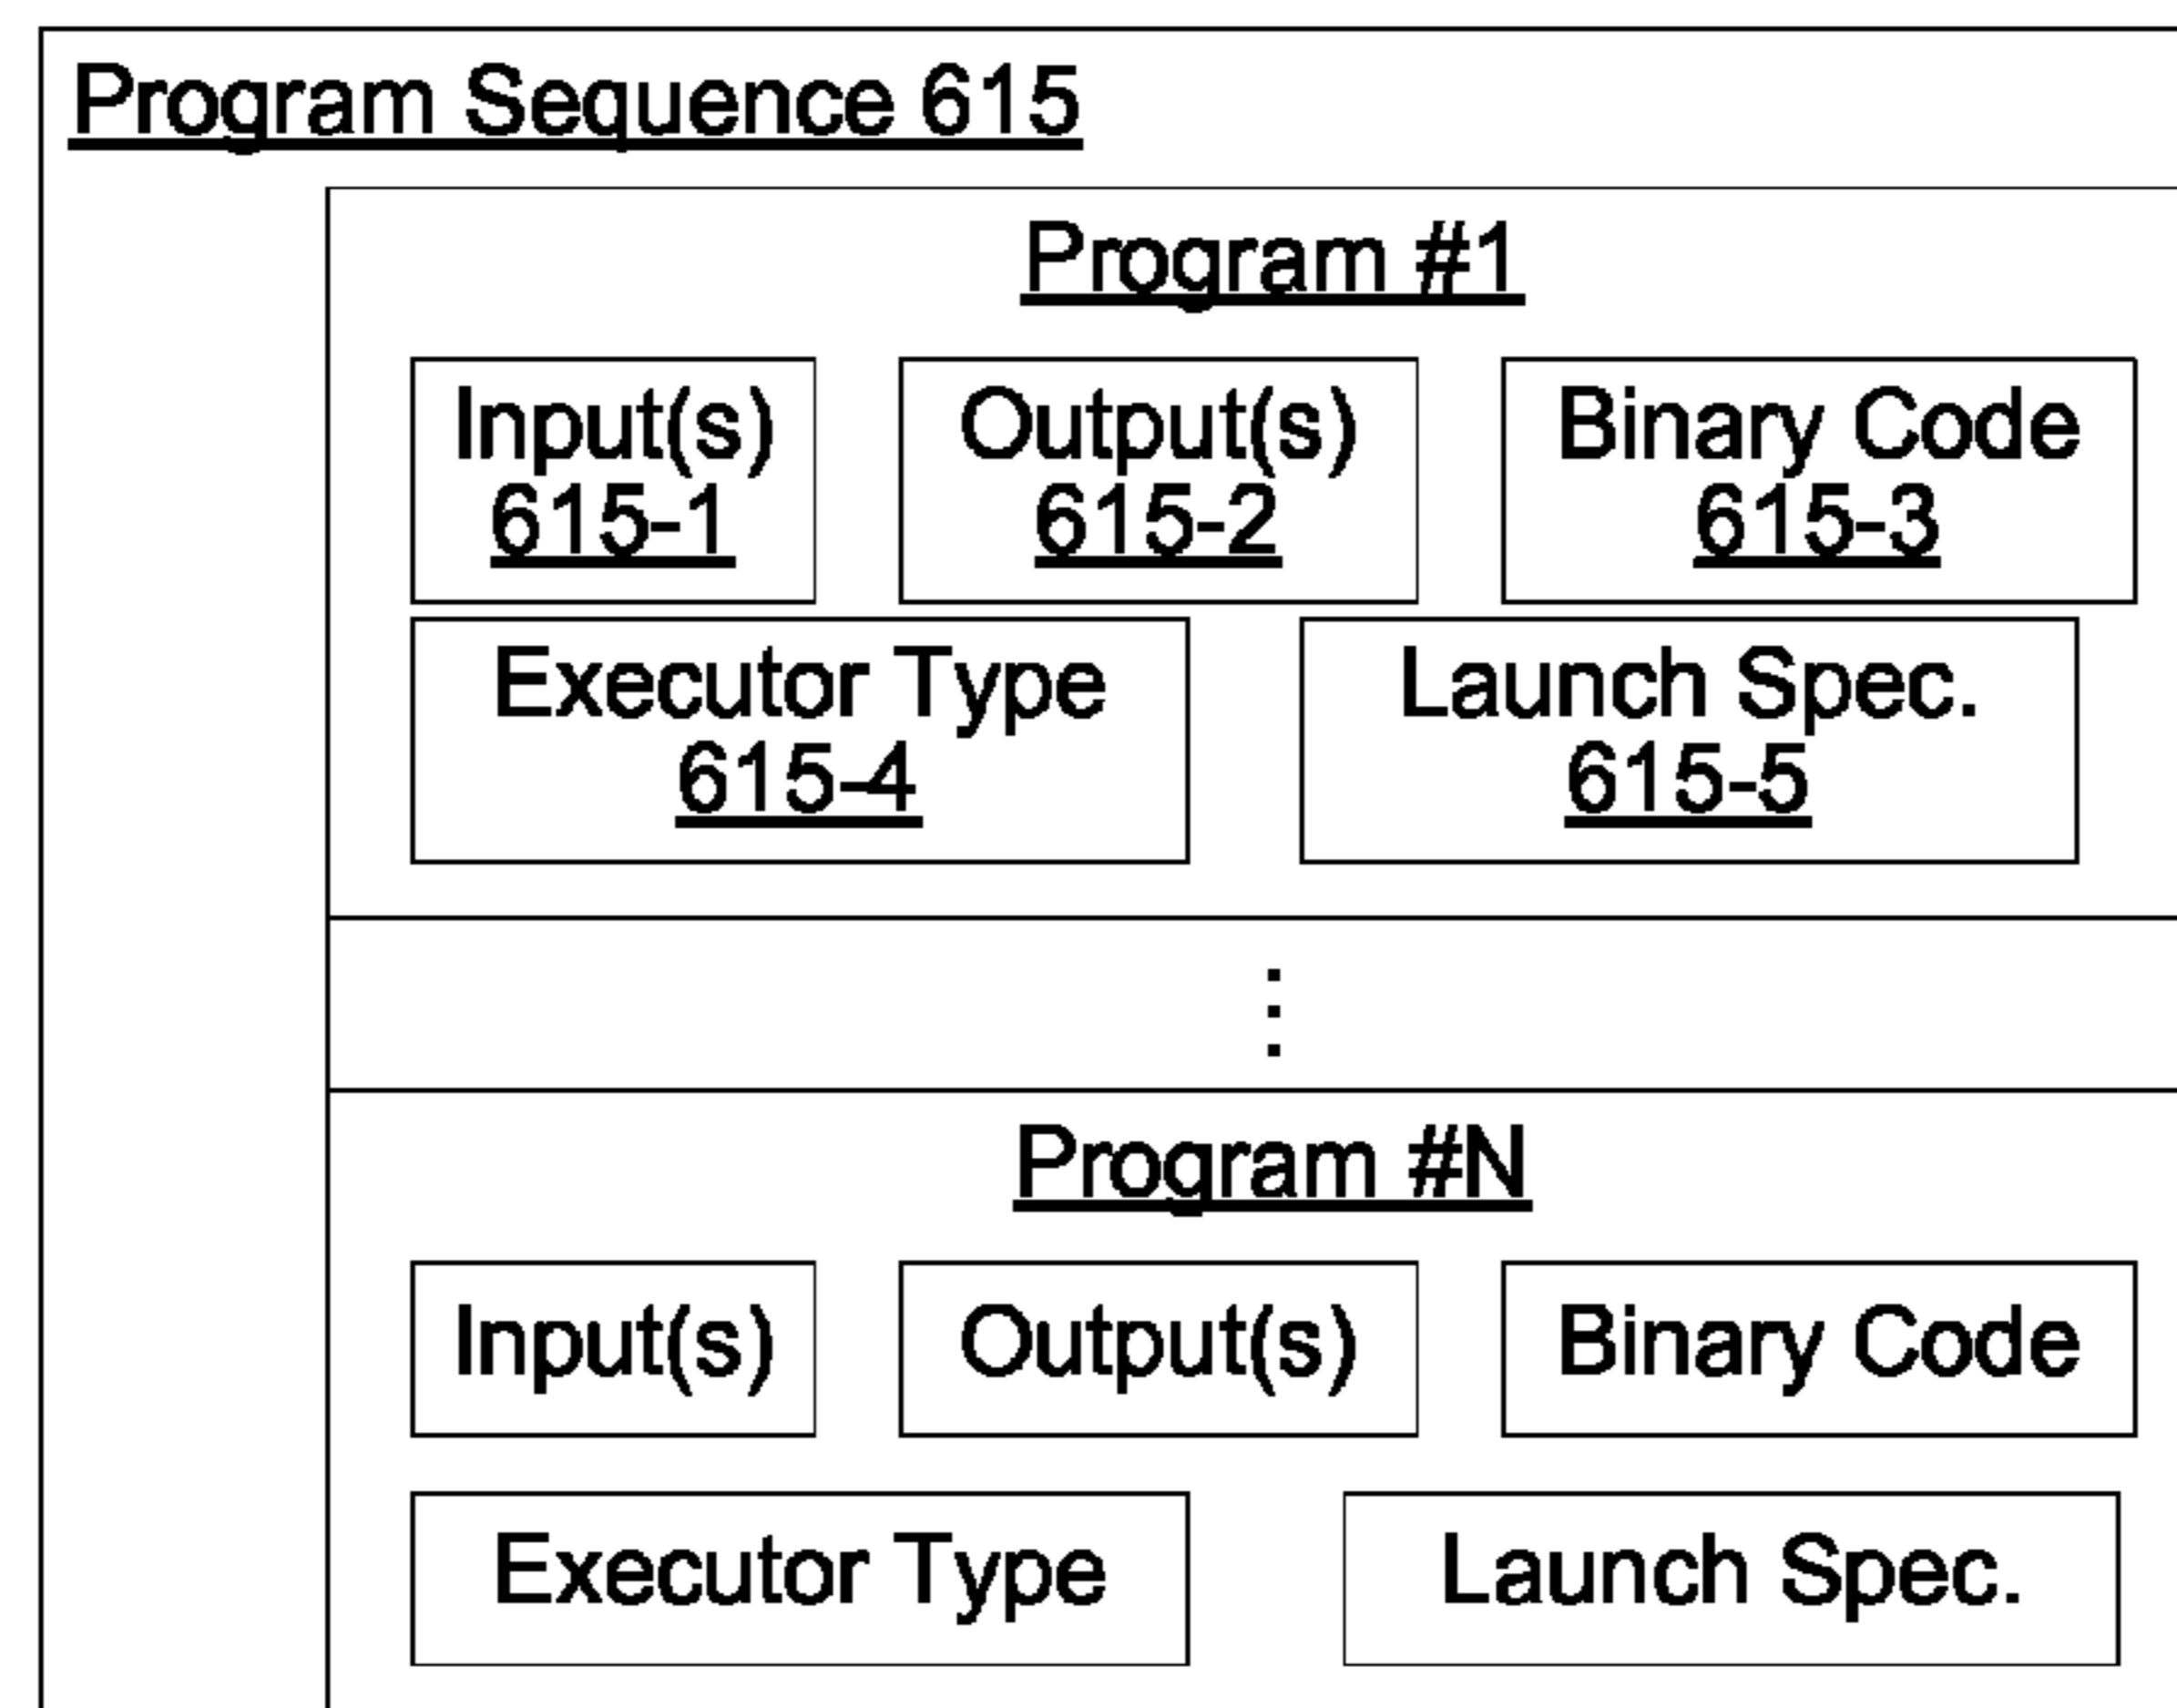 Program Sequence 615
Program #1
Input(s)
615-1
Output(s)
615-2
Binary Code
615-3
Executor Type
615-4
Launch Spec.
615-5
Program #N
Input(s)
Output(s)
Binary Code
Executor Type
Launch Spec.